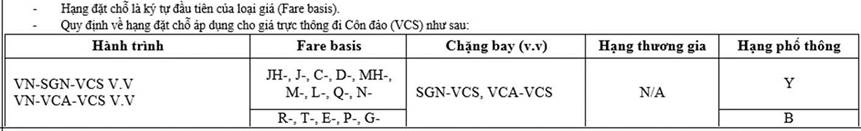 - Hạng đặt chỗ là ký tự đầu tiên của loại giá (Fare basis).
- Quy định về hạng đặt chỗ áp dụng cho giá trực thông đi Côn đảo (VCS) như sau:
Hành trình Fare basis Chặng bay (v.v) Hạng thương gia Hạng phổ thông
VN-SGN-VCS V.V
VN-VCA-VCS V.V
JH-, J-, C-, D-, MH-,
M-, L-, Q-, N-
SGN-VCS, VCA-VCS
N/A
Y
R-, T-, E-, P-, G-
B